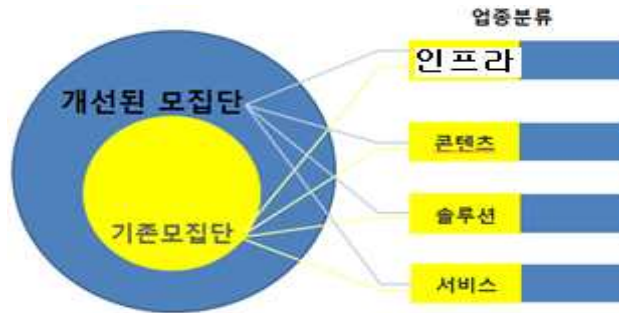 업종분류
인프라
개선된 모집단
콘텐츠
솔루션
기존모집단
서비스